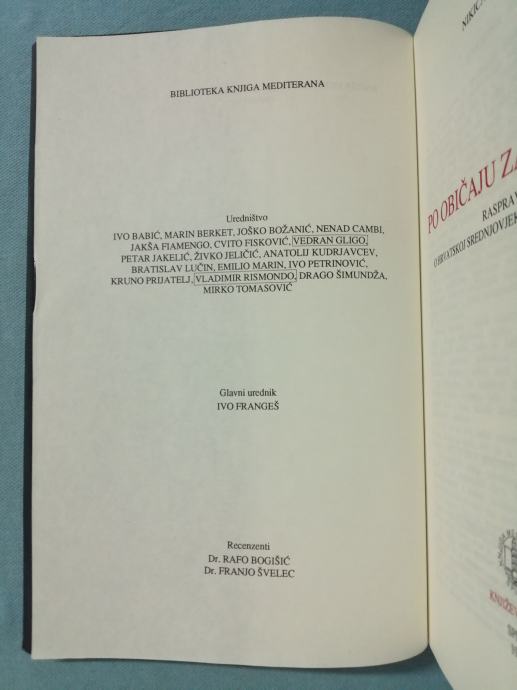 BIBLIOTEKA KNJIGA MEDITERANA
Uredništvo
IVO BABIĆ, MARIN BERKET, JOŠKO BOŽANIĆ, NENAD CAMBI,
JAKŠA FIAMENGO, CVITO FISKOVIĆ, VEDRAN GLIGO,
PETAR JAKELIĆ, ŽIVKO JELIČIĆ, ANATOLIJ KUDRJAVCEV,
BRATISLAV LUČIN, EMILIO MARIN, IVO PETRINOVIĆ,
KRUNO PRIJATELJ, VLADIMIR RISMONDO, DRAGO ŠIMUNDŽA,
MIRKO TOMASOVIĆ
Glavni urednik
IVO FRANGEŠ
Recenzenti
Dr. RAFO BOGIŠIĆ
Dr. FRANJO ŠVELEC
PO OBIČAJU